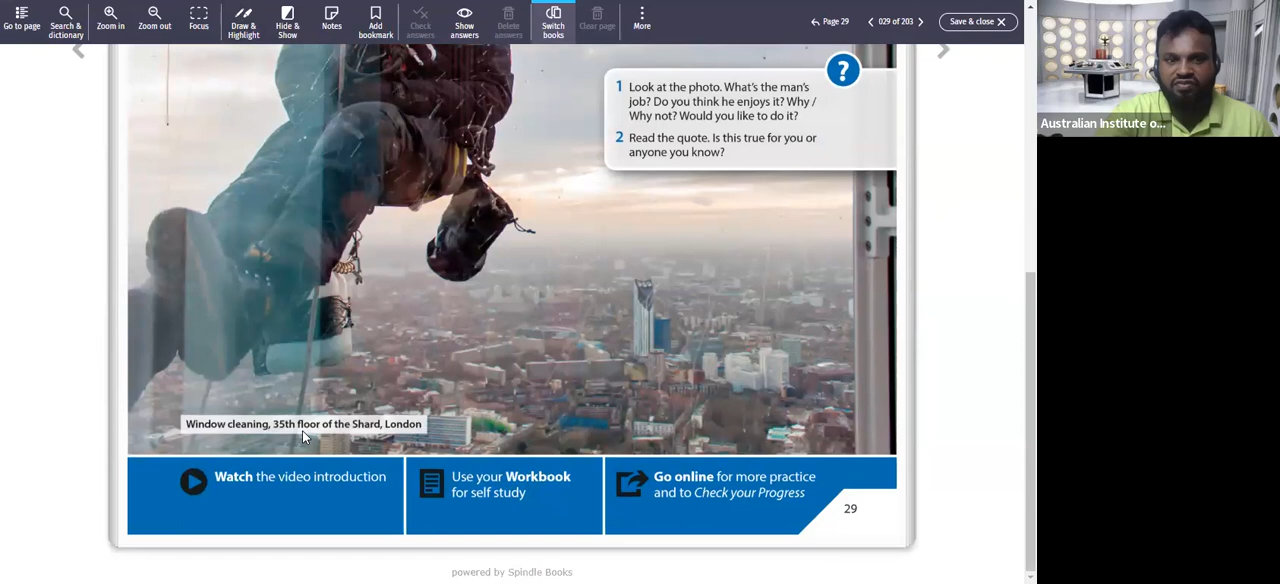 Go to page
Search & dictionary
Zoom in
Zoom out
Focus
Draw & Highlight
Hide & Show
Notes
Add bookmark
Check answers
Show answers
Delete answers
Switch books
Clear page
More
Page 29
029 of 203
Save & close
?
1 Look at the photo. What's the man's
job? Do you think he enjoys it? Why /
Why not? Would you like to do it?
2 Read the quote. Is this true for you or
anyone you know?
Australian Institute o...
Window cleaning, 35th floor of the Shard, London
Watch the video introduction
Use your Workbook
for self study
Go online for more practice
and to Check your Progress
29
powered by Spindle Books